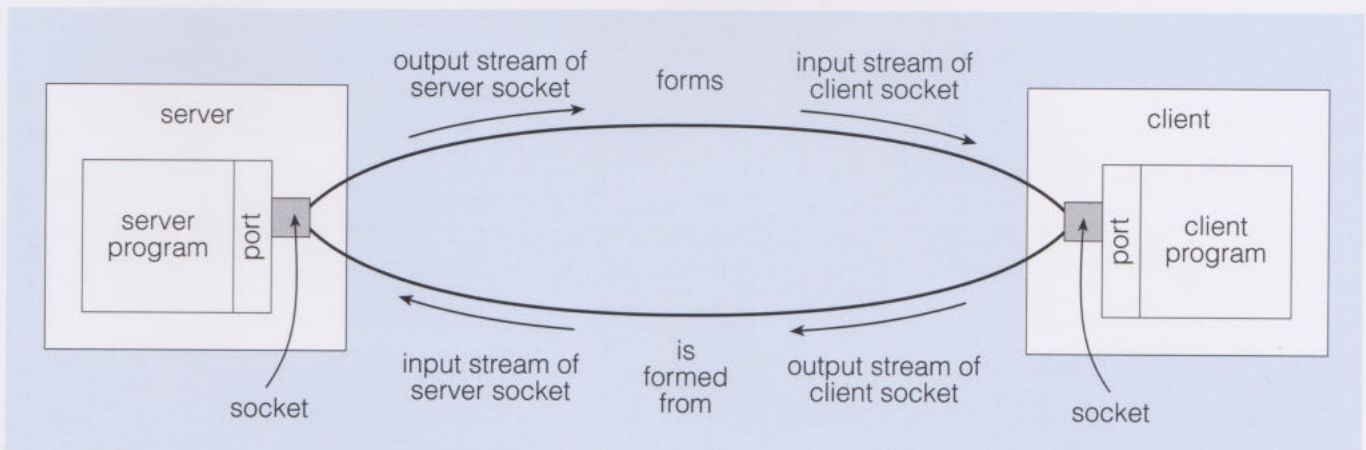 output stream of
server socket
forms
input stream of
client socket
server
client
server
program
port
port
client
program
input stream of
server socket
is
formed
from
output stream of
client socket
socket
socket